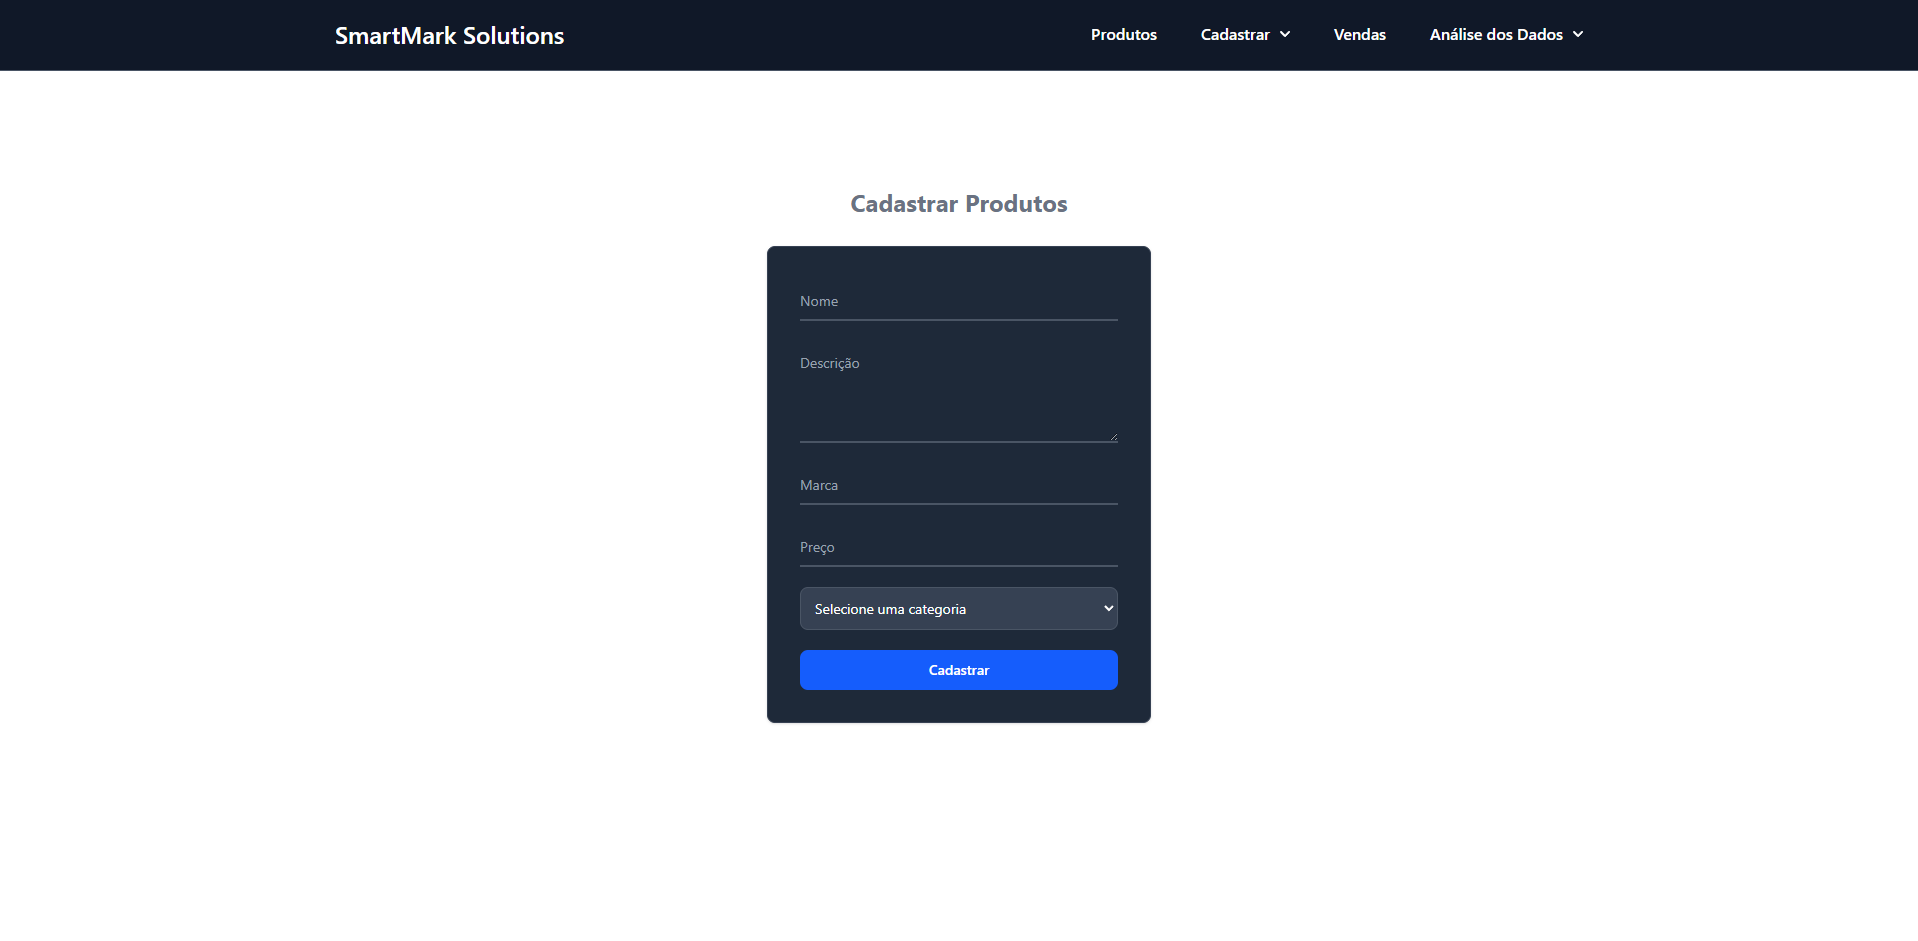 SmartMark Solutions
Produtos Cadastrar Vendas Análise dos Dados
Cadastrar Produtos
Nome
Descrição
Marca
Preço
Selecione uma categoria
Cadastrar